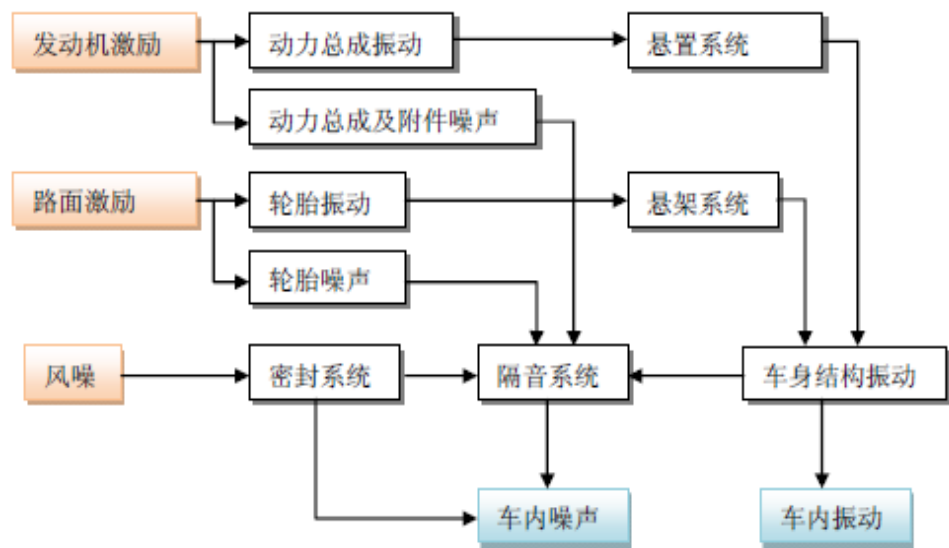 发动机激励
动力总成振动
悬置系统
动力总成及附件噪声
路面激励
轮胎振动
悬架系统
轮胎噪声
风噪
密封系统
隔音系统
车身结构振动
车内噪声
车内振动